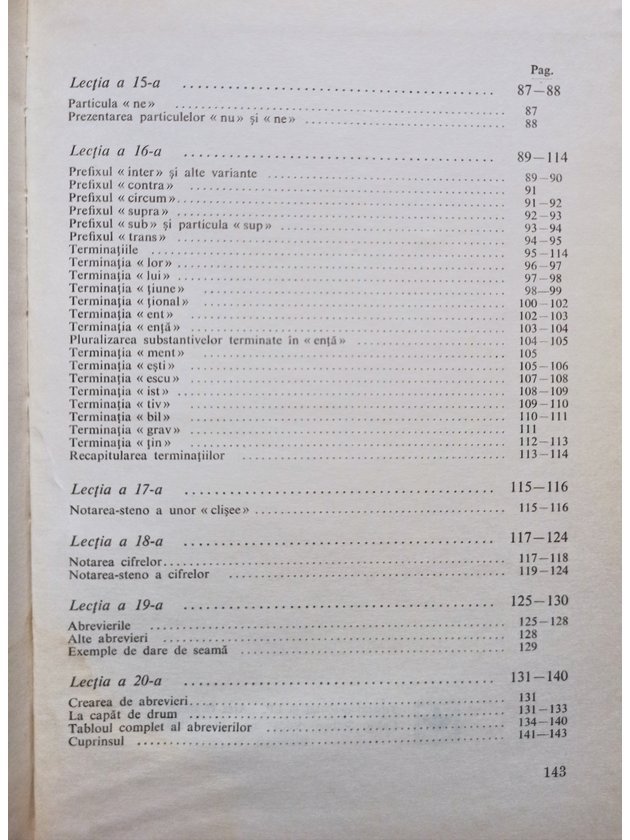 Pag.
Lecția a 15-a ........ 87—88
Particula « ne » ........ 87
Prezentarea particulelor « nu » și « ne » ........ 88
Lecția a 16-a ........ 89—114
Prefixul « inter » și alte variante ........ 89—90
Prefixul « contra » ........ 91
Prefixul « circum » ........ 91—92
Prefixul « supra » ........ 92—93
Prefixul « sub » și particula « sup » ........ 93—94
Prefixul « trans » ........ 94—95
Terminațiile ........ 95—114
Terminația « lor » ........ 96—97
Terminația « lui » ........ 97—98
Terminația « țiune » ........ 98—99
Terminația « țional » ........ 100—102
Terminația « ent » ........ 102—103
Terminația « ență » ........ 103—104
Pluralizarea substantivelor terminate în « ență » ........ 104—105
Terminația « ment » ........ 105
Terminația « ești » ........ 105—106
Terminația « escu » ........ 107—108
Terminația « ist » ........ 108—109
Terminația « tiv » ........ 109—110
Terminația « bil » ........ 110—111
Terminația « grav » ........ 111
Terminația « țin » ........ 112—113
Recapitularea terminațiilor ........ 113—114
Lecția a 17-a ........ 115—116
Notarea-steno a unor « clișee » ........ 115—116
Lecția a 18-a ........ 117—124
Notarea cifrelor ........ 117—118
Notarea-steno a cifrelor ........ 119—124
Lecția a 19-a ........ 125—130
Abrevierile ........ 125—128
Alte abrevieri ........ 128
Exemple de dare de seamă ........ 129
Lecția a 20-a ........ 131—140
Crearea de abrevieri ........ 131
La capăt de drum ........ 131—133
Tabloul complet al abrevierilor ........ 134—140
Cuprinsul ........ 141—143
143